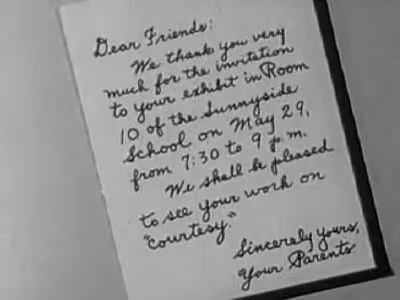 Dear Friends:
We thank you very
much for the invitation
to your exhibit in Room
10 of the Sunnyside
School on May 29,
from 7:30 to 9 p.m.
We shall be pleased
to see your work on
"courtesy."
Sincerely yours,
Your Parents